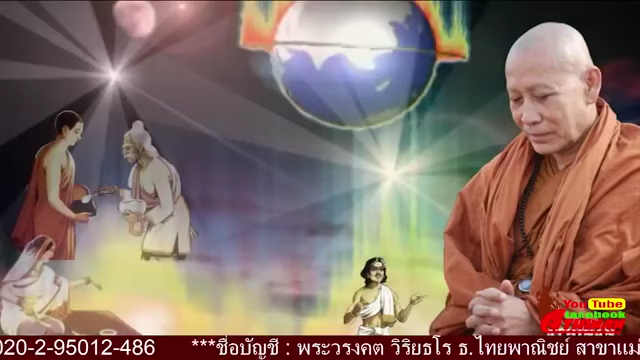 You Tube
facebook
020-2-95012-486 ***ชื่อบัญชี : พระวรงคต วิริยธโร ธ.ไทยพาณิชย์ สาขาแม